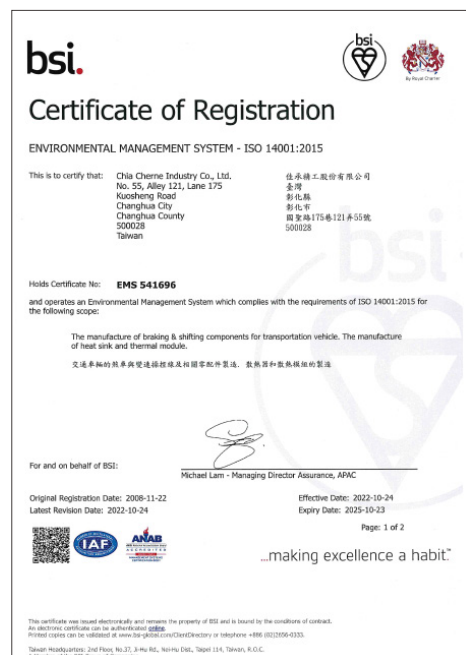 bsi.
bsi
By Royal Charter
Certificate of Registration
ENVIRONMENTAL MANAGEMENT SYSTEM - ISO 14001:2015
This is to certify that:
Chia Cherne Industry Co., Ltd.
No. 55, Alley 121, Lane 175
Kuosheng Road
Changhua City
Changhua County
500028
Taiwan
佳承精工股份有限公司
臺灣
彰化縣
彰化市
國聖路175巷121弄55號
500028
Holds Certificate No: EMS 541696
and operates an Environmental Management System which complies with the requirements of ISO 14001:2015 for
the following scope:
The manufacture of braking & shifting components for transportation vehicle. The manufacture
of heat sink and thermal module.
交通車輛的煞車與變速操控線及相關零配件製造. 散熱器和散熱模組的製造
For and on behalf of BSI:
Michael Lam - Managing Director Assurance, APAC
Original Registration Date: 2008-11-22
Effective Date: 2022-10-24
Latest Revision Date: 2022-10-24
Expiry Date: 2025-10-23
Page: 1 of 2
IAF
ANAB
ACCREDITED
...making excellence a habit.™
This certificate was issued electronically and remains the property of BSI and is bound by the conditions of contract.
An electronic certificate can be authenticated online.
Printed copies can be validated at www.bsi-global.com/ClientDirectory or telephone +886 (02)2656-0333.
Taiwan Headquarters: 2nd Floor, No.37, Ji-Hu Rd., Nei-Hu Dist., Taipei 114, Taiwan, R.O.C.